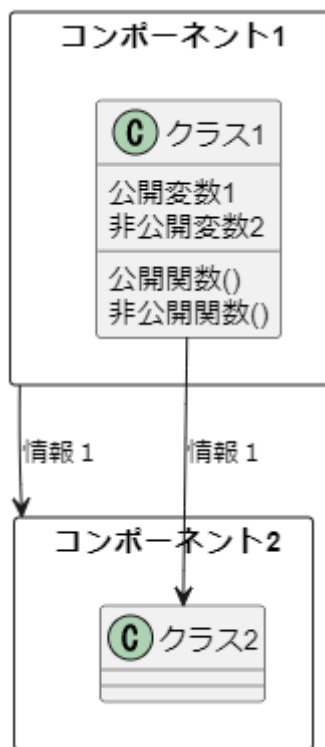 コンポーネント1
C クラス1
公開変数1
非公開変数2
公開関数()
非公開関数()
情報 1
情報 1
コンポーネント2
C クラス2